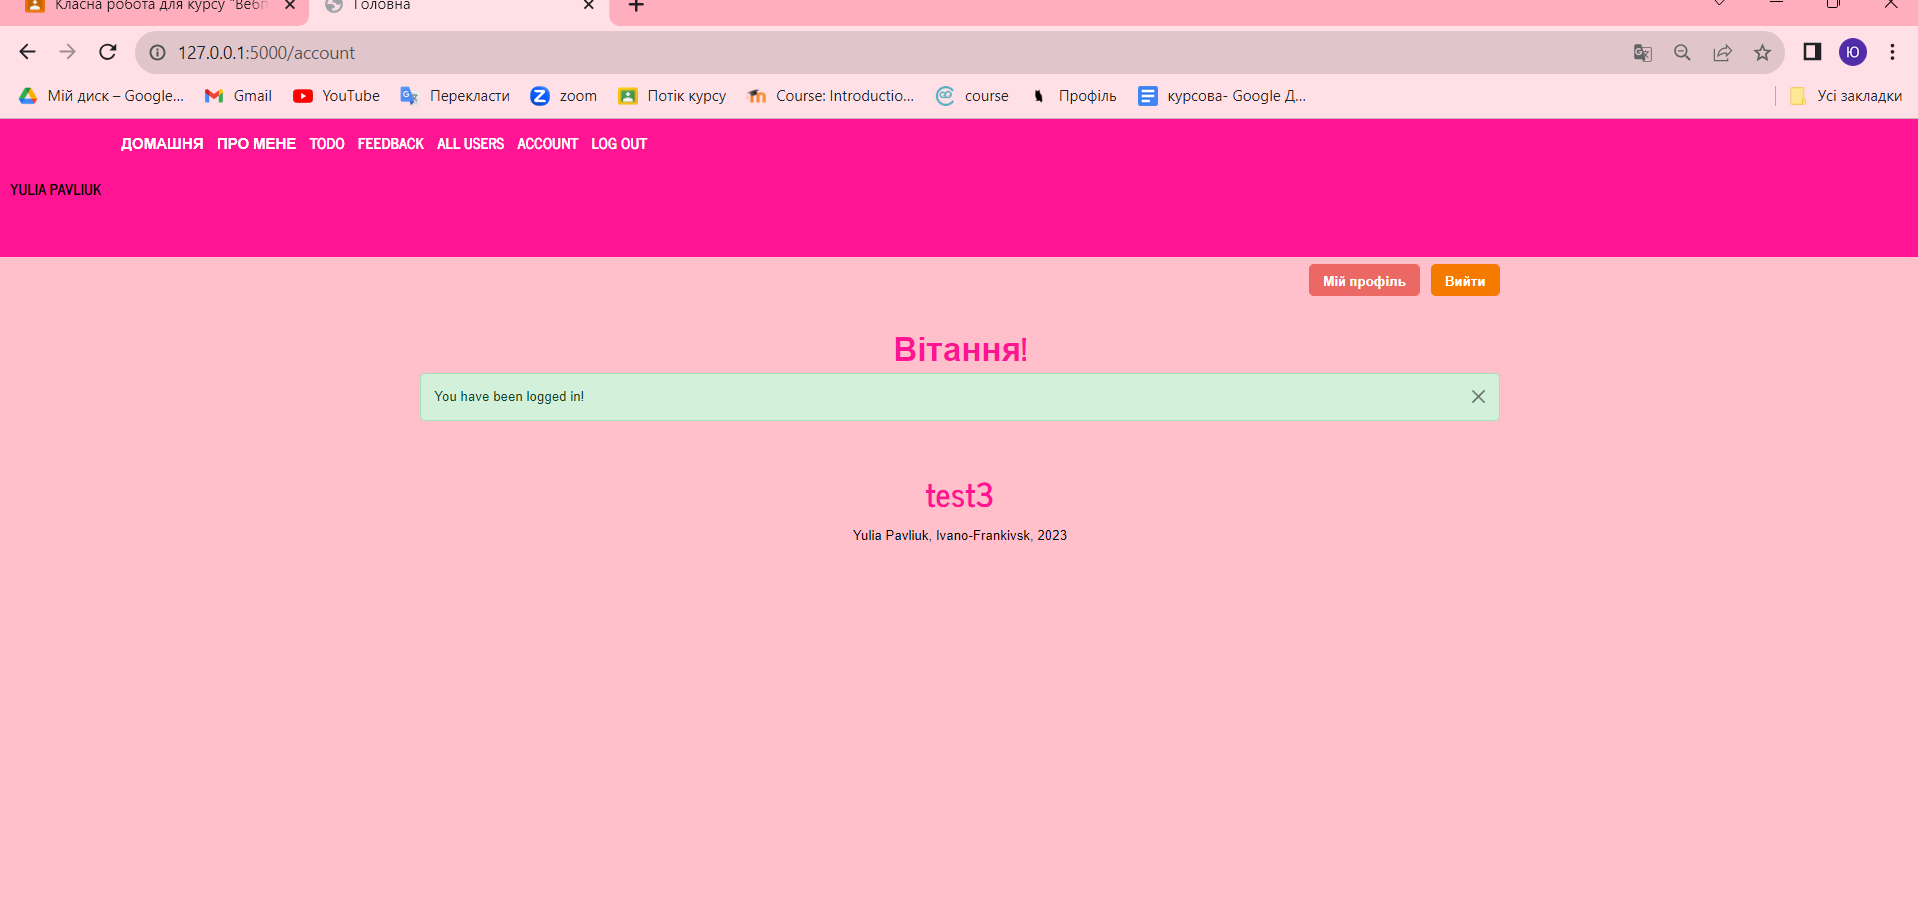 Класна робота для курсу "Вебп
Головна
127.0.0.1:5000/account
Ю
Мій диск – Google...
Gmail
YouTube
Перекласти
zoom
Потік курсу
Course: Introductio...
course
Профіль
курсова- Google Д...
Усі закладки
ДОМАШНЯ ПРО МЕНЕ TODO FEEDBACK ALL USERS ACCOUNT LOG OUT
YULIA PAVLIUK
Мій профіль
Вийти
Вітання!
You have been logged in!
test3
Yulia Pavliuk, Ivano-Frankivsk, 2023